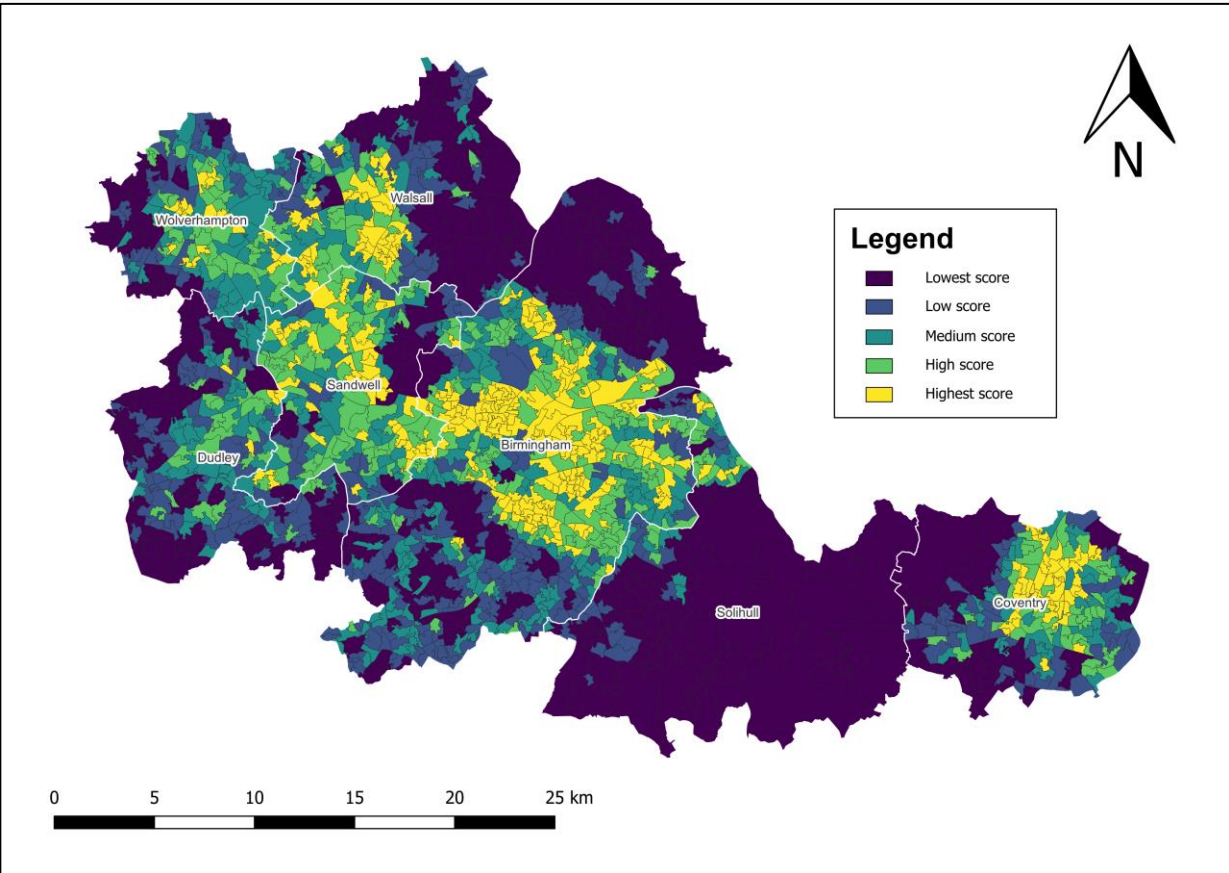 N
Legend
Lowest score
Low score
Medium score
High score
Highest score
Walsall
Wolverhampton
Sandwell
Birmingham
Dudley
Coventry
Solihull
0 5 10 15 20 25 km